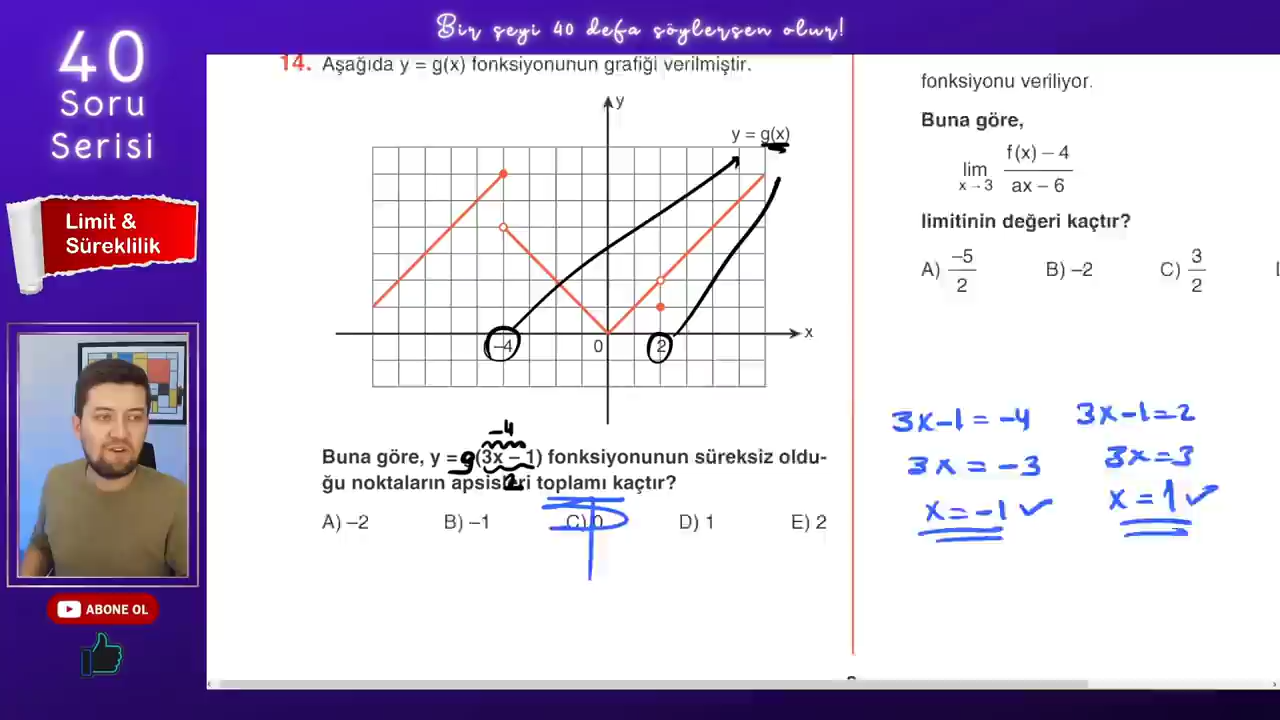 Bir şeyi 40 defa söylersen olur!
40
Soru
Serisi
Limit &
Süreklilik
ABONE OL
14. Aşağıda y = g(x) fonksiyonunun grafiği verilmiştir.
y
y = g(x)
x
-4
0
2
-4
Buna göre, y = g(3x – 1) fonksiyonunun süreksiz oldu-
2
ğu noktaların apsisleri toplamı kaçtır?
A) –2 B) –1 C) 0 D) 1 E) 2
fonksiyonu veriliyor.
Buna göre,
lim x→3 f(x) – 4
ax – 6
limitinin değeri kaçtır?
A) –5/2 B) –2 C) 3/2
3x-1 = -4 3x-1=2
3x = -3 3x=3
x = -1 ✓ x = 1 ✓